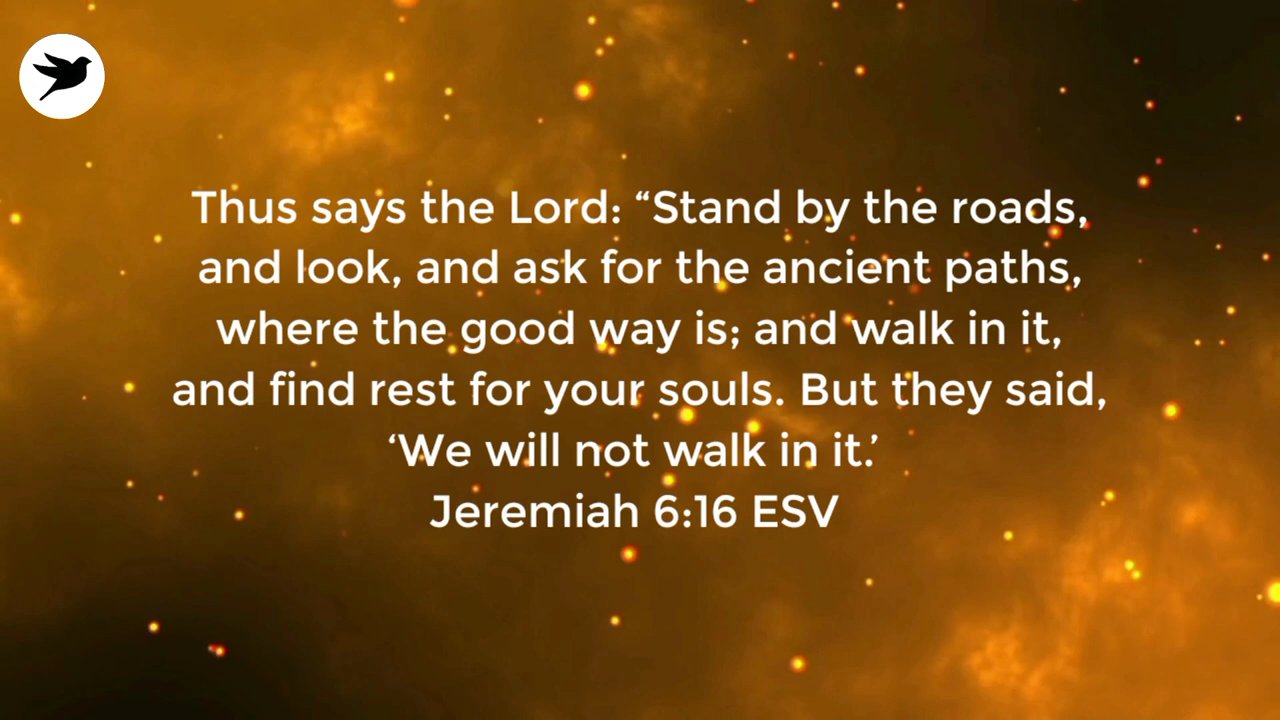 Thus says the Lord: “Stand by the roads,
and look, and ask for the ancient paths,
where the good way is; and walk in it,
and find rest for your souls. But they said,
‘We will not walk in it.’
Jeremiah 6:16 ESV